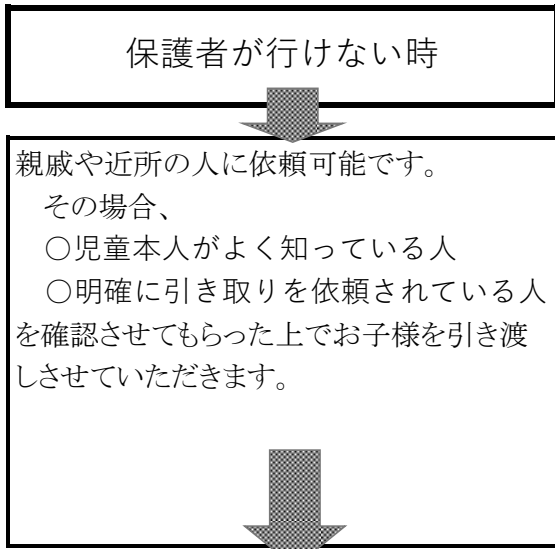 保護者が行けない時
親戚や近所の人に依頼可能です。
その場合、
○児童本人がよく知っている人
○明確に引き取りを依頼されている人
を確認させてもらった上でお子様を引き渡
しさせていただきます。